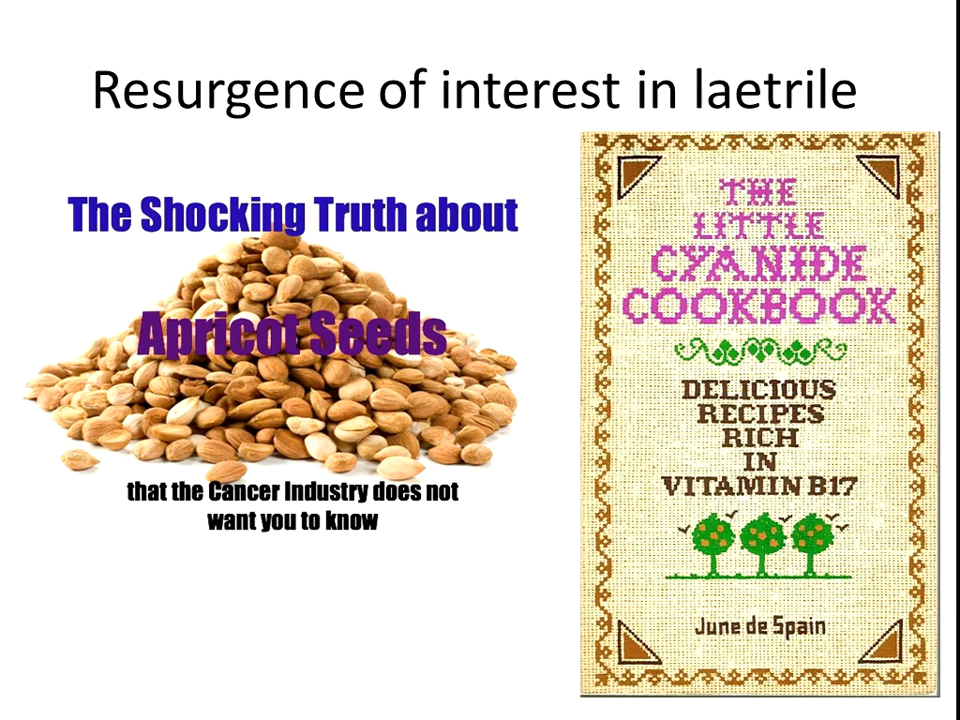 Resurgence of interest in laetrile
The Shocking Truth about
Apricot Seeds
that the Cancer Industry does not
want you to know
THE
LITTLE
CYANIDE
COOKBOOK
DELICIOUS
RECIPES
RICH
IN
VITAMIN B17
June de Spain